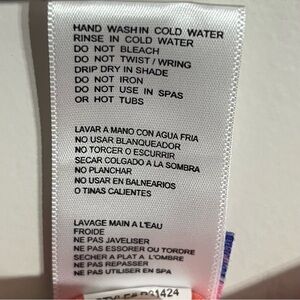 HAND WASH IN COLD WATER
RINSE IN COLD WATER
DO NOT BLEACH
DO NOT TWIST / WRING
DRIP DRY IN SHADE
DO NOT IRON
DO NOT USE IN SPAS
OR HOT TUBS
LAVAR A MANO CON AGUA FRIA
NO USAR BLANQUEADOR
NO TORCER O ESCURRIR
SECAR COLGADO A LA SOMBRA
NO PLANCHAR
NO USAR EN BALNEARIOS
O TINAS CALIENTES
LAVAGE MAIN A L'EAU
FROIDE
NE PAS JAVELISER
NE PAS ESSORER OU TORDRE
SECHER A PLAT A L'OMBRE
NE PAS REPASSER
NE PAS UTILISER EN SPA